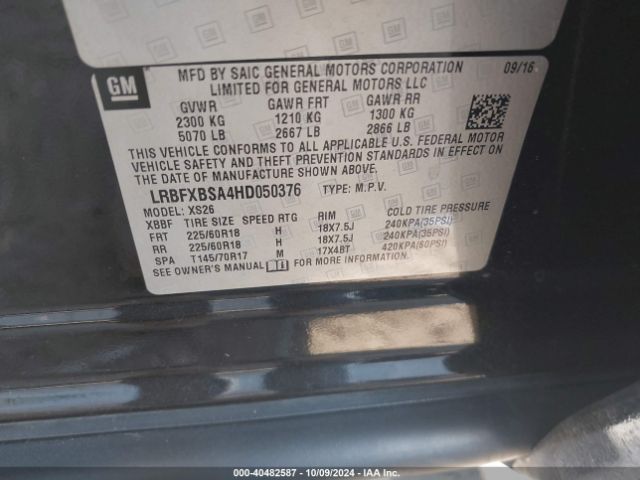 GM
MFD BY SAIC GENERAL MOTORS CORPORATION 09/16
LIMITED FOR GENERAL MOTORS LLC
GVWR GAWR FRT GAWR RR
2300 KG 1210 KG 1300 KG
5070 LB 2667 LB 2866 LB
THIS VEHICLE CONFORMS TO ALL APPLICABLE U.S. FEDERAL MOTOR
VEHICLE SAFETY AND THEFT PREVENTION STANDARDS IN EFFECT ON
THE DATE OF MANUFACTURE SHOWN ABOVE.
LRBFXBSA4HD050376 TYPE: M.P.V.
MODEL: XS26
XBBF TIRE SIZE SPEED RTG RIM COLD TIRE PRESSURE
FRT 225/60R18 H 18X7.5J 240KPA(35PSI)
RR 225/60R18 H 18X7.5J 240KPA(35PSI)
SPA T145/70R17 M 17X4BT 420KPA(60PSI)
SEE OWNER'S MANUAL FOR MORE INFORMATION
000-40482587 - 10/09/2024 - IAA Inc.